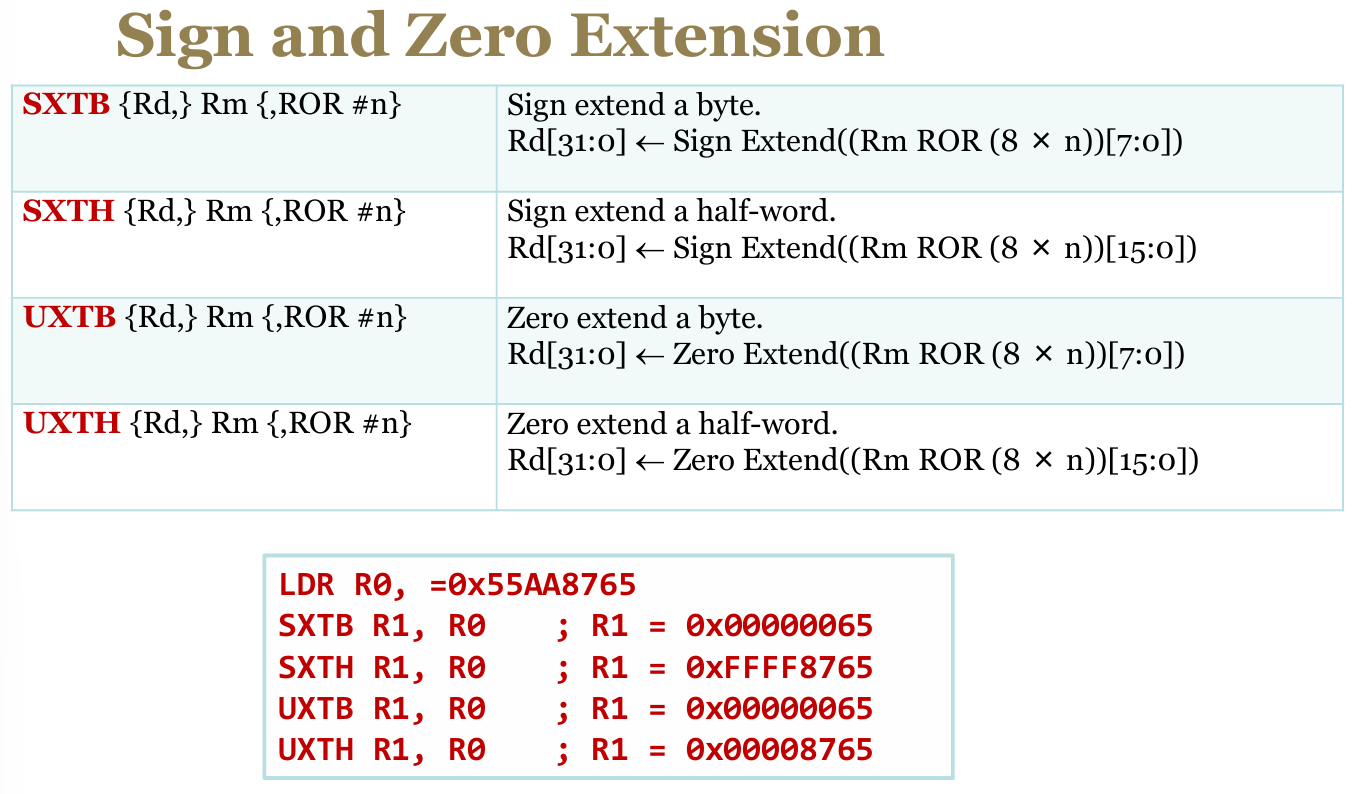 Sign and Zero Extension
SXTB {Rd,} Rm {,ROR #n}
Sign extend a byte.
Rd[31:0] ← Sign Extend((Rm ROR (8 × n))[7:0])
SXTH {Rd,} Rm {,ROR #n}
Sign extend a half-word.
Rd[31:0] ← Sign Extend((Rm ROR (8 × n))[15:0])
UXTB {Rd,} Rm {,ROR #n}
Zero extend a byte.
Rd[31:0] ← Zero Extend((Rm ROR (8 × n))[7:0])
UXTH {Rd,} Rm {,ROR #n}
Zero extend a half-word.
Rd[31:0] ← Zero Extend((Rm ROR (8 × n))[15:0])
LDR R0, =0x55AA8765
SXTB R1, R0 ; R1 = 0x00000065
SXTH R1, R0 ; R1 = 0xFFFF8765
UXTB R1, R0 ; R1 = 0x00000065
UXTH R1, R0 ; R1 = 0x00008765